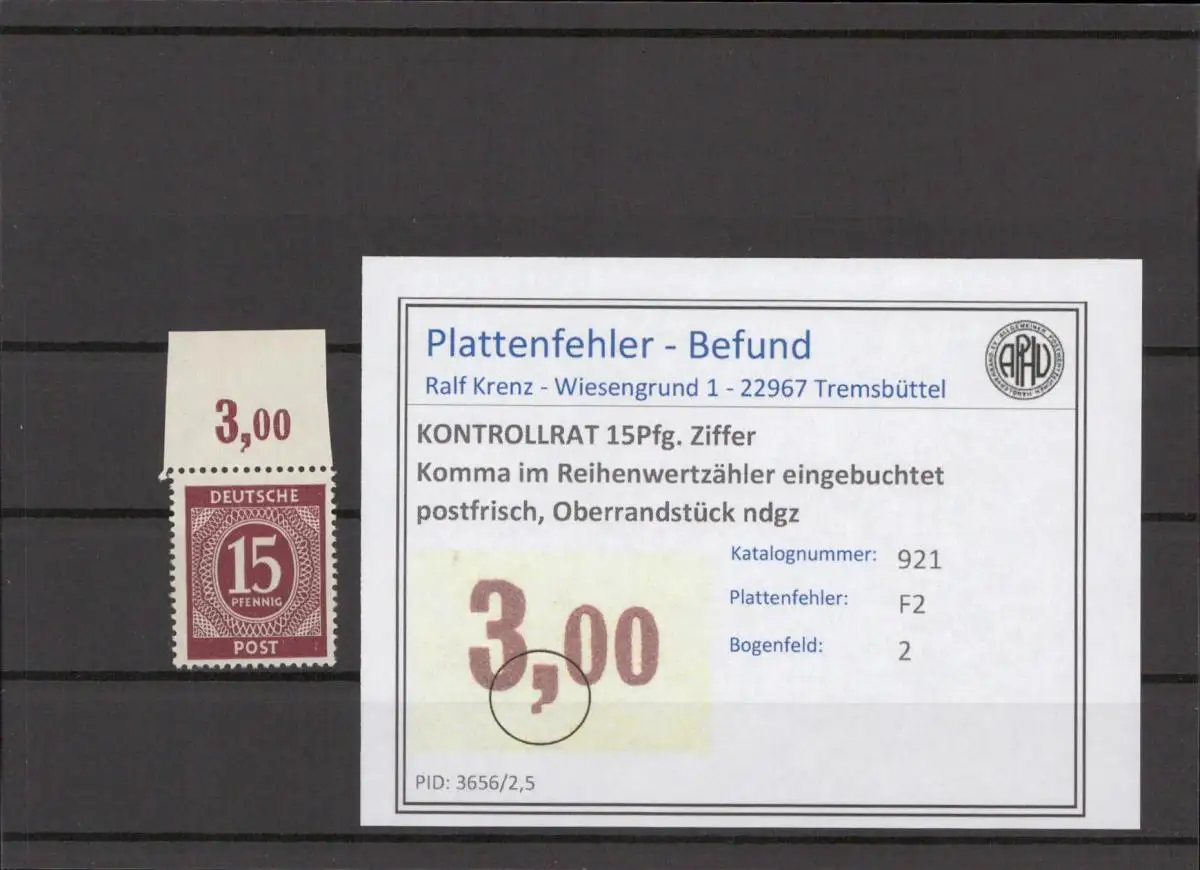 3,00
DEUTSCHE
15
PFENNIG
POST
Plattenfehler - Befund
Ralf Krenz - Wiesengrund 1 - 22967 Tremsbüttel
APHV
KONTROLLRAT 15Pfg. Ziffer
Komma im Reihenwertzähler eingebuchtet
postfrisch, Oberrandstück ndgz
3,00
Katalognummer: 921
Plattenfehler: F2
Bogenfeld: 2
PID: 3656/2,5